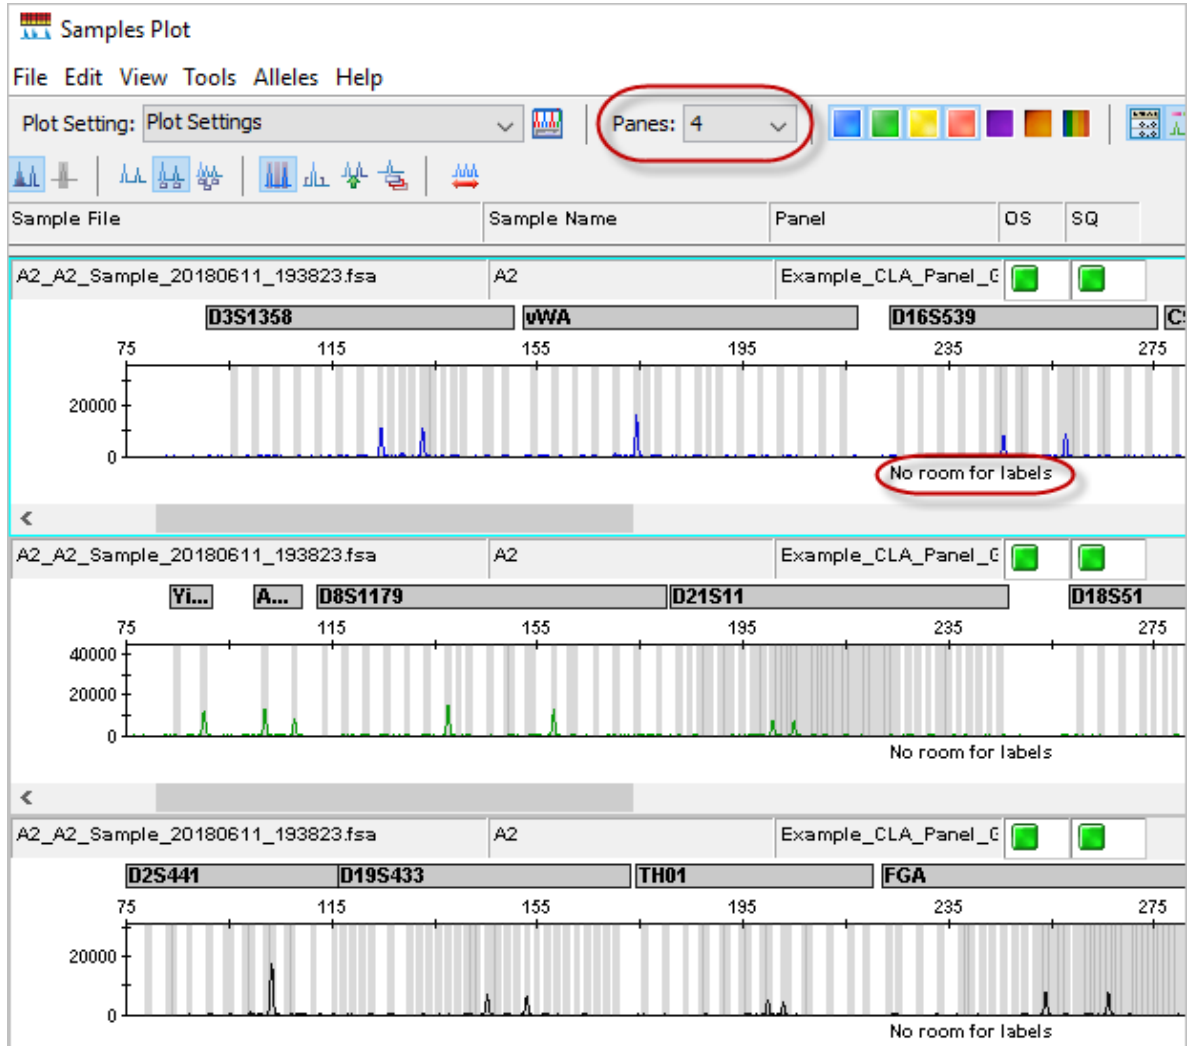 Samples Plot
File Edit View Tools Alleles Help
Plot Setting: Plot Settings Panes: 4
Sample File Sample Name Panel OS SQ
A2_A2_Sample_20180611_193823.fsa A2 Example_CLA_Panel_G
D3S1358 vWA D16S539 C
75 115 155 195 235 275
20000
0
No room for labels
A2_A2_Sample_20180611_193823.fsa A2 Example_CLA_Panel_G
Yi... A... D8S1179 D21S11 D18S51
75 115 155 195 235 275
40000
20000
0
No room for labels
A2_A2_Sample_20180611_193823.fsa A2 Example_CLA_Panel_G
D2S441 D19S433 TH01 FGA
75 115 155 195 235 275
20000
0
No room for labels